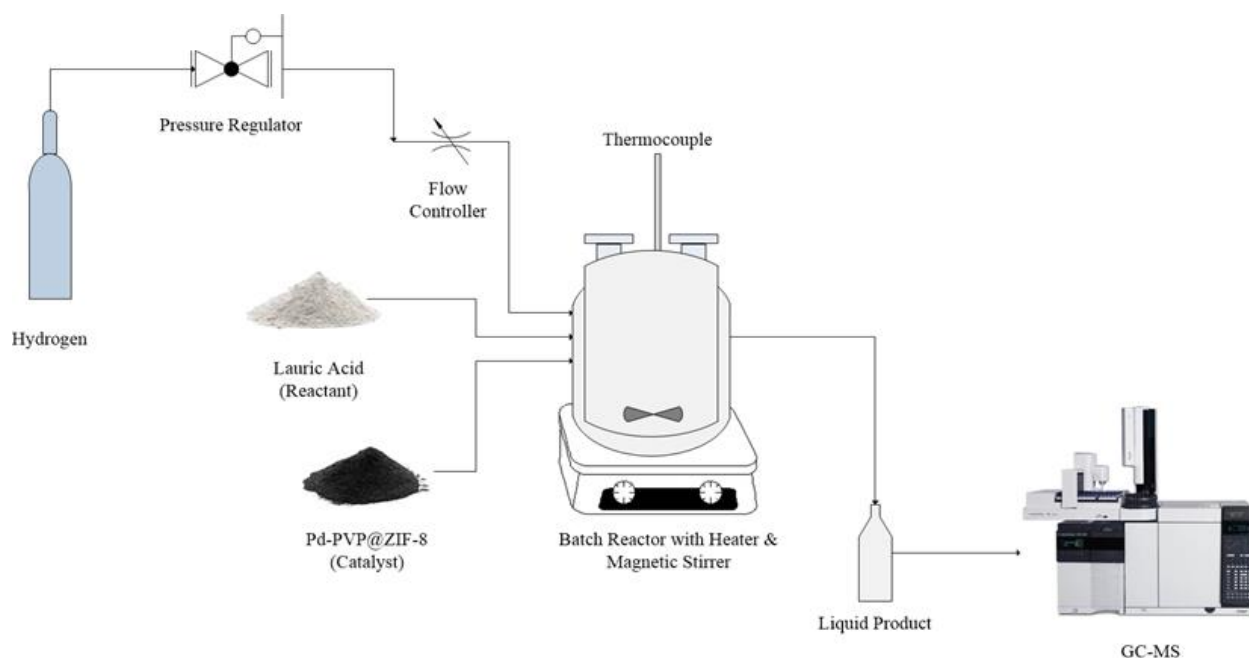 Pressure Regulator
Thermocouple
Flow
Controller
Hydrogen
Lauric Acid
(Reactant)
Pd-PVP@ZIF-8
(Catalyst)
Batch Reactor with Heater &
Magnetic Stirrer
Liquid Product
GC-MS